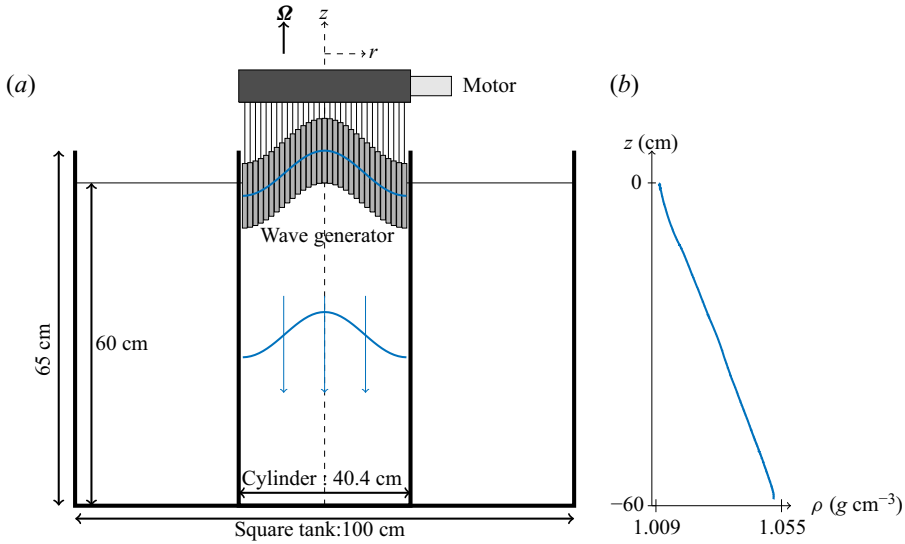 Ω
z
r
(a)
Motor
Wave generator
65 cm
60 cm
Cylinder : 40.4 cm
Square tank:100 cm
(b)
z (cm)
0
−60
1.009
1.055
ρ (g cm⁻³)